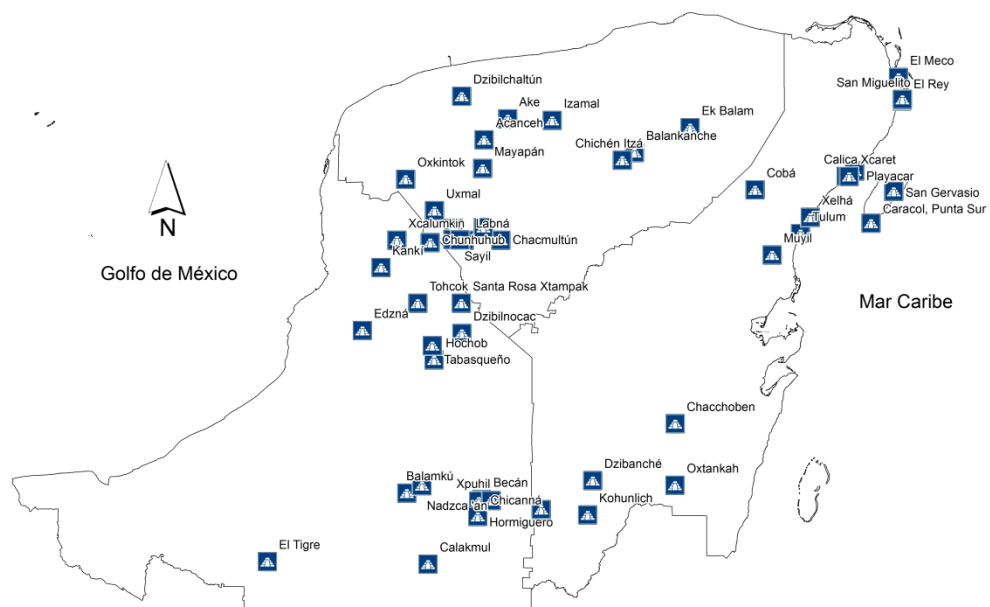 El Meco
San Miguelito El Rey
Dzibilchaltún
Ake
Izamal
Acanceh
Ek Balam
Balankanche
Chichén Itzá
Mayapán
Oxkintok
Calica Xcaret
Playacar
Cobá
San Gervasio
Uxmal
Xelhá
Caracol, Punta Sur
Tulum
Xcalumkin
Labná
Chunhuhub
Chacmultún
Muyil
Kankí
Sayil
N
Golfo de México
Tohcok Santa Rosa Xtampak
Mar Caribe
Edzná
Dzibilnocac
Hochob
Tabasqueño
Chacchoben
Balamkú
Xpuhil Becán
Dzibanché
Oxtankah
Nadzca'an
Chicanná
Kohunlich
Hormiguero
El Tigre
Calakmul